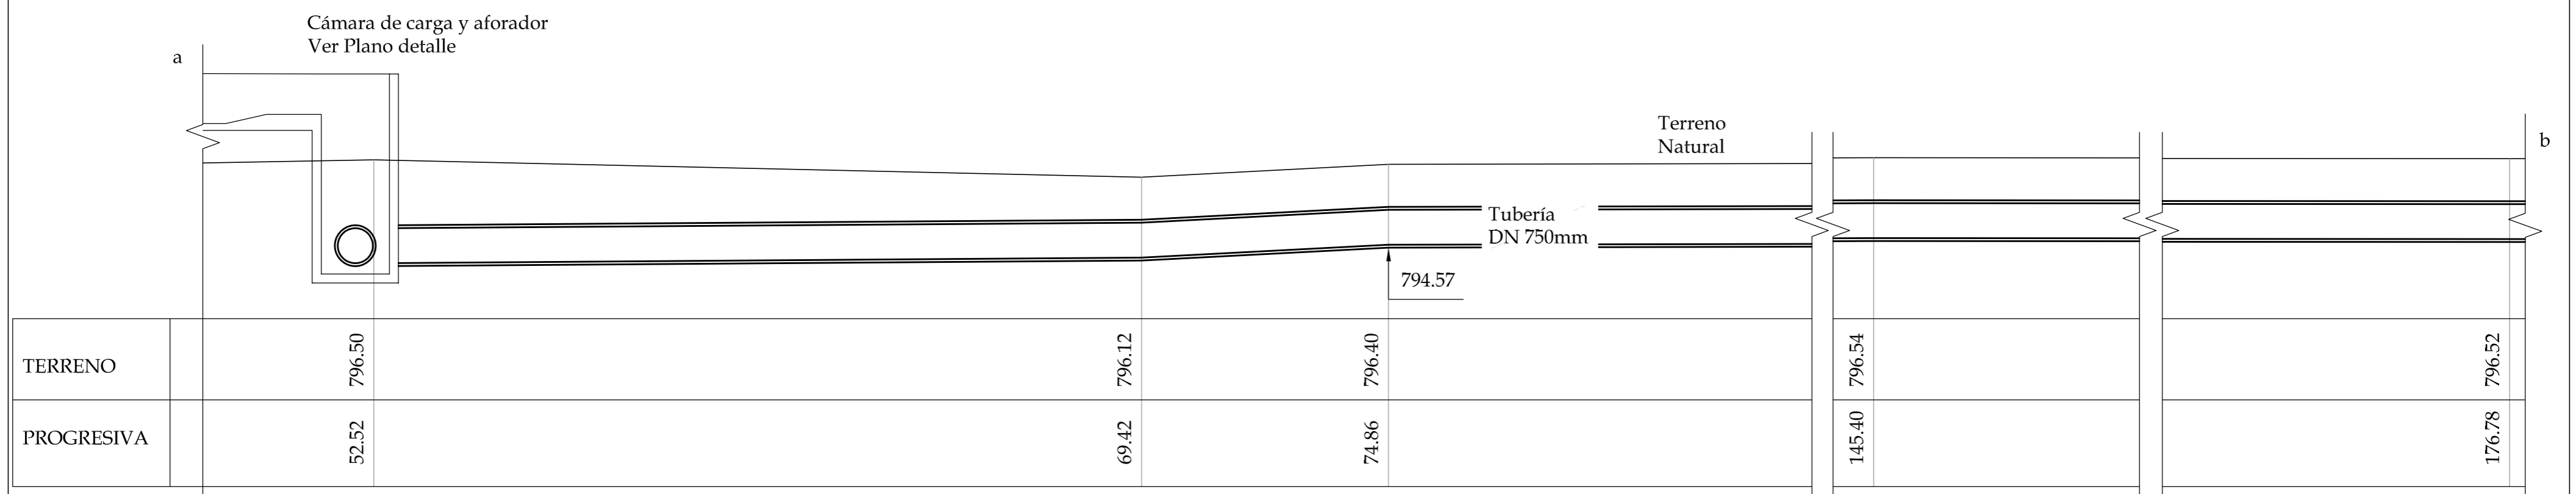 Cámara de carga y aforador
Ver Plano detalle
a
Terreno
Natural
b
Tubería
DN 750mm
794.57
TERRENO
796.50
796.12
796.40
796.54
796.52
PROGRESIVA
52.52
69.42
74.86
145.40
176.78